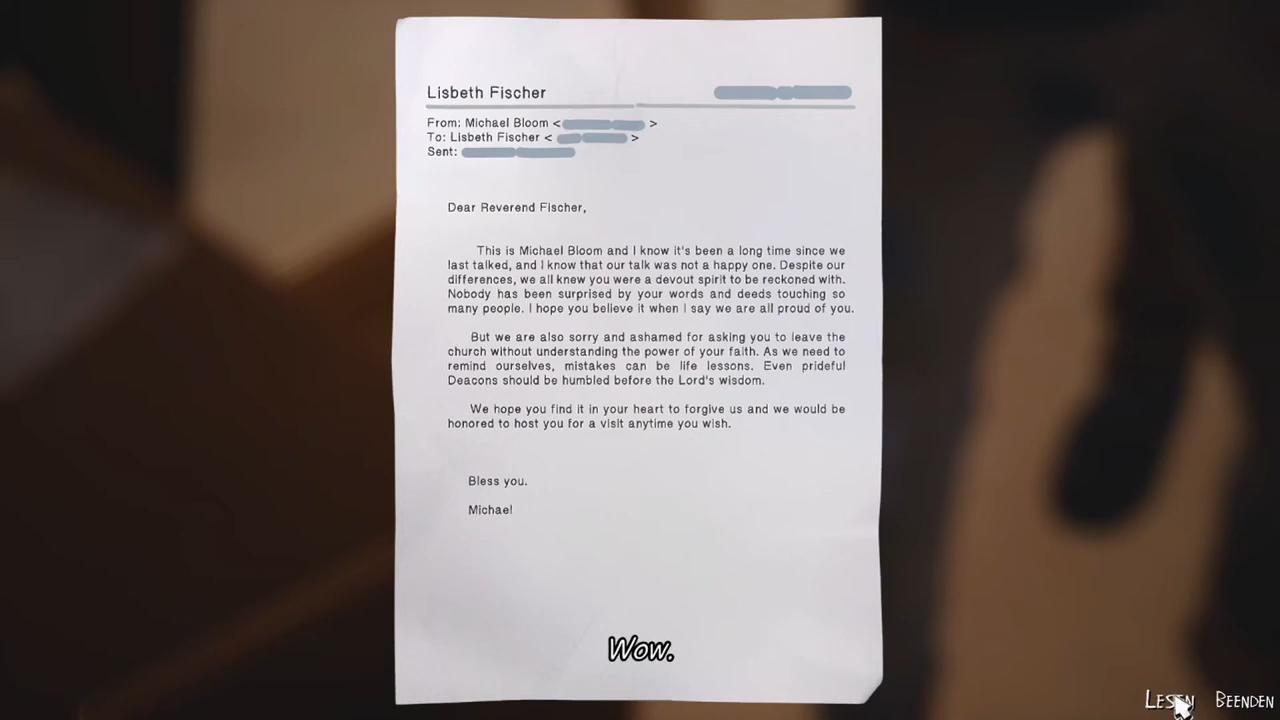 Lisbeth Fischer
From: Michael Bloom < >
To: Lisbeth Fischer < >
Sent:
Dear Reverend Fischer,
This is Michael Bloom and I know it's been a long time since we
last talked, and I know that our talk was not a happy one. Despite our
differences, we all knew you were a devout spirit to be reckoned with.
Nobody has been surprised by your words and deeds touching so
many people. I hope you believe it when I say we are all proud of you.
But we are also sorry and ashamed for asking you to leave the
church without understanding the power of your faith. As we need to
remind ourselves, mistakes can be life lessons. Even prideful
Deacons should be humbled before the Lord's wisdom.
We hope you find it in your heart to forgive us and we would be
honored to host you for a visit anytime you wish.
Bless you.
Michael
Wow.
LESEN BEENDEN